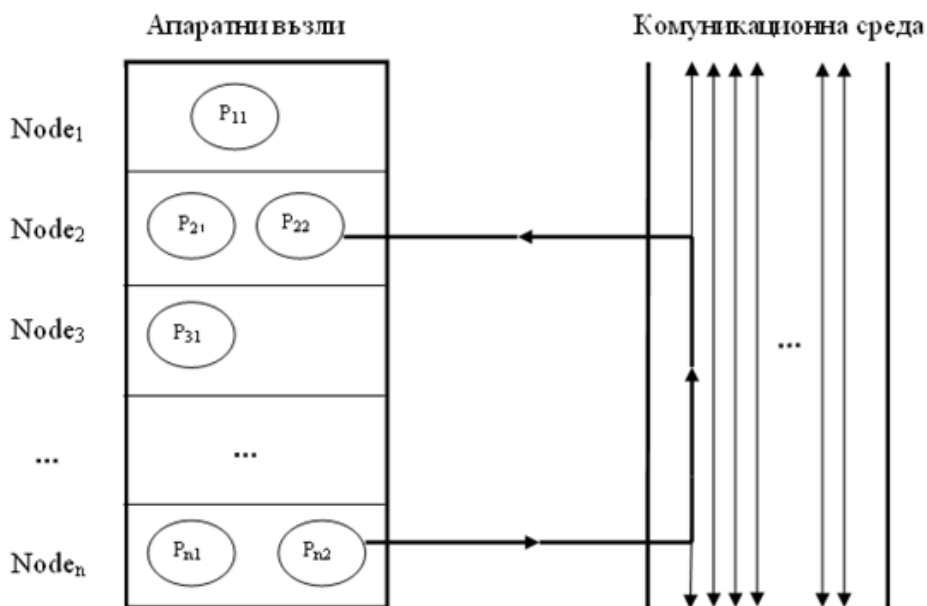 Апаратни възли
Комуникационна среда
Node1
P11
Node2
P21
P22
Node3
P31
...
...
...
Noden
Pn1
Pn2